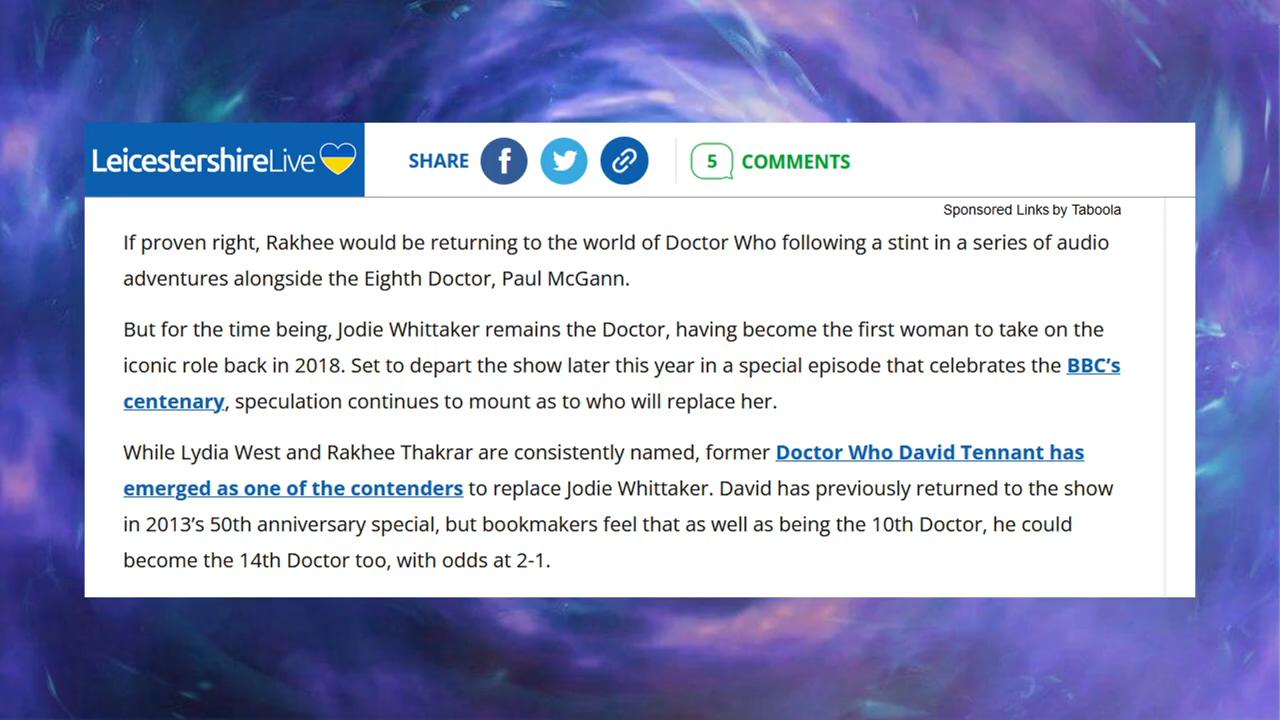 LeicestershireLive
SHARE
5 COMMENTS
Sponsored Links by Taboola
If proven right, Rakhee would be returning to the world of Doctor Who following a stint in a series of audio
adventures alongside the Eighth Doctor, Paul McGann.
But for the time being, Jodie Whittaker remains the Doctor, having become the first woman to take on the
iconic role back in 2018. Set to depart the show later this year in a special episode that celebrates the BBC’s
centenary, speculation continues to mount as to who will replace her.
While Lydia West and Rakhee Thakrar are consistently named, former Doctor Who David Tennant has
emerged as one of the contenders to replace Jodie Whittaker. David has previously returned to the show
in 2013’s 50th anniversary special, but bookmakers feel that as well as being the 10th Doctor, he could
become the 14th Doctor too, with odds at 2-1.